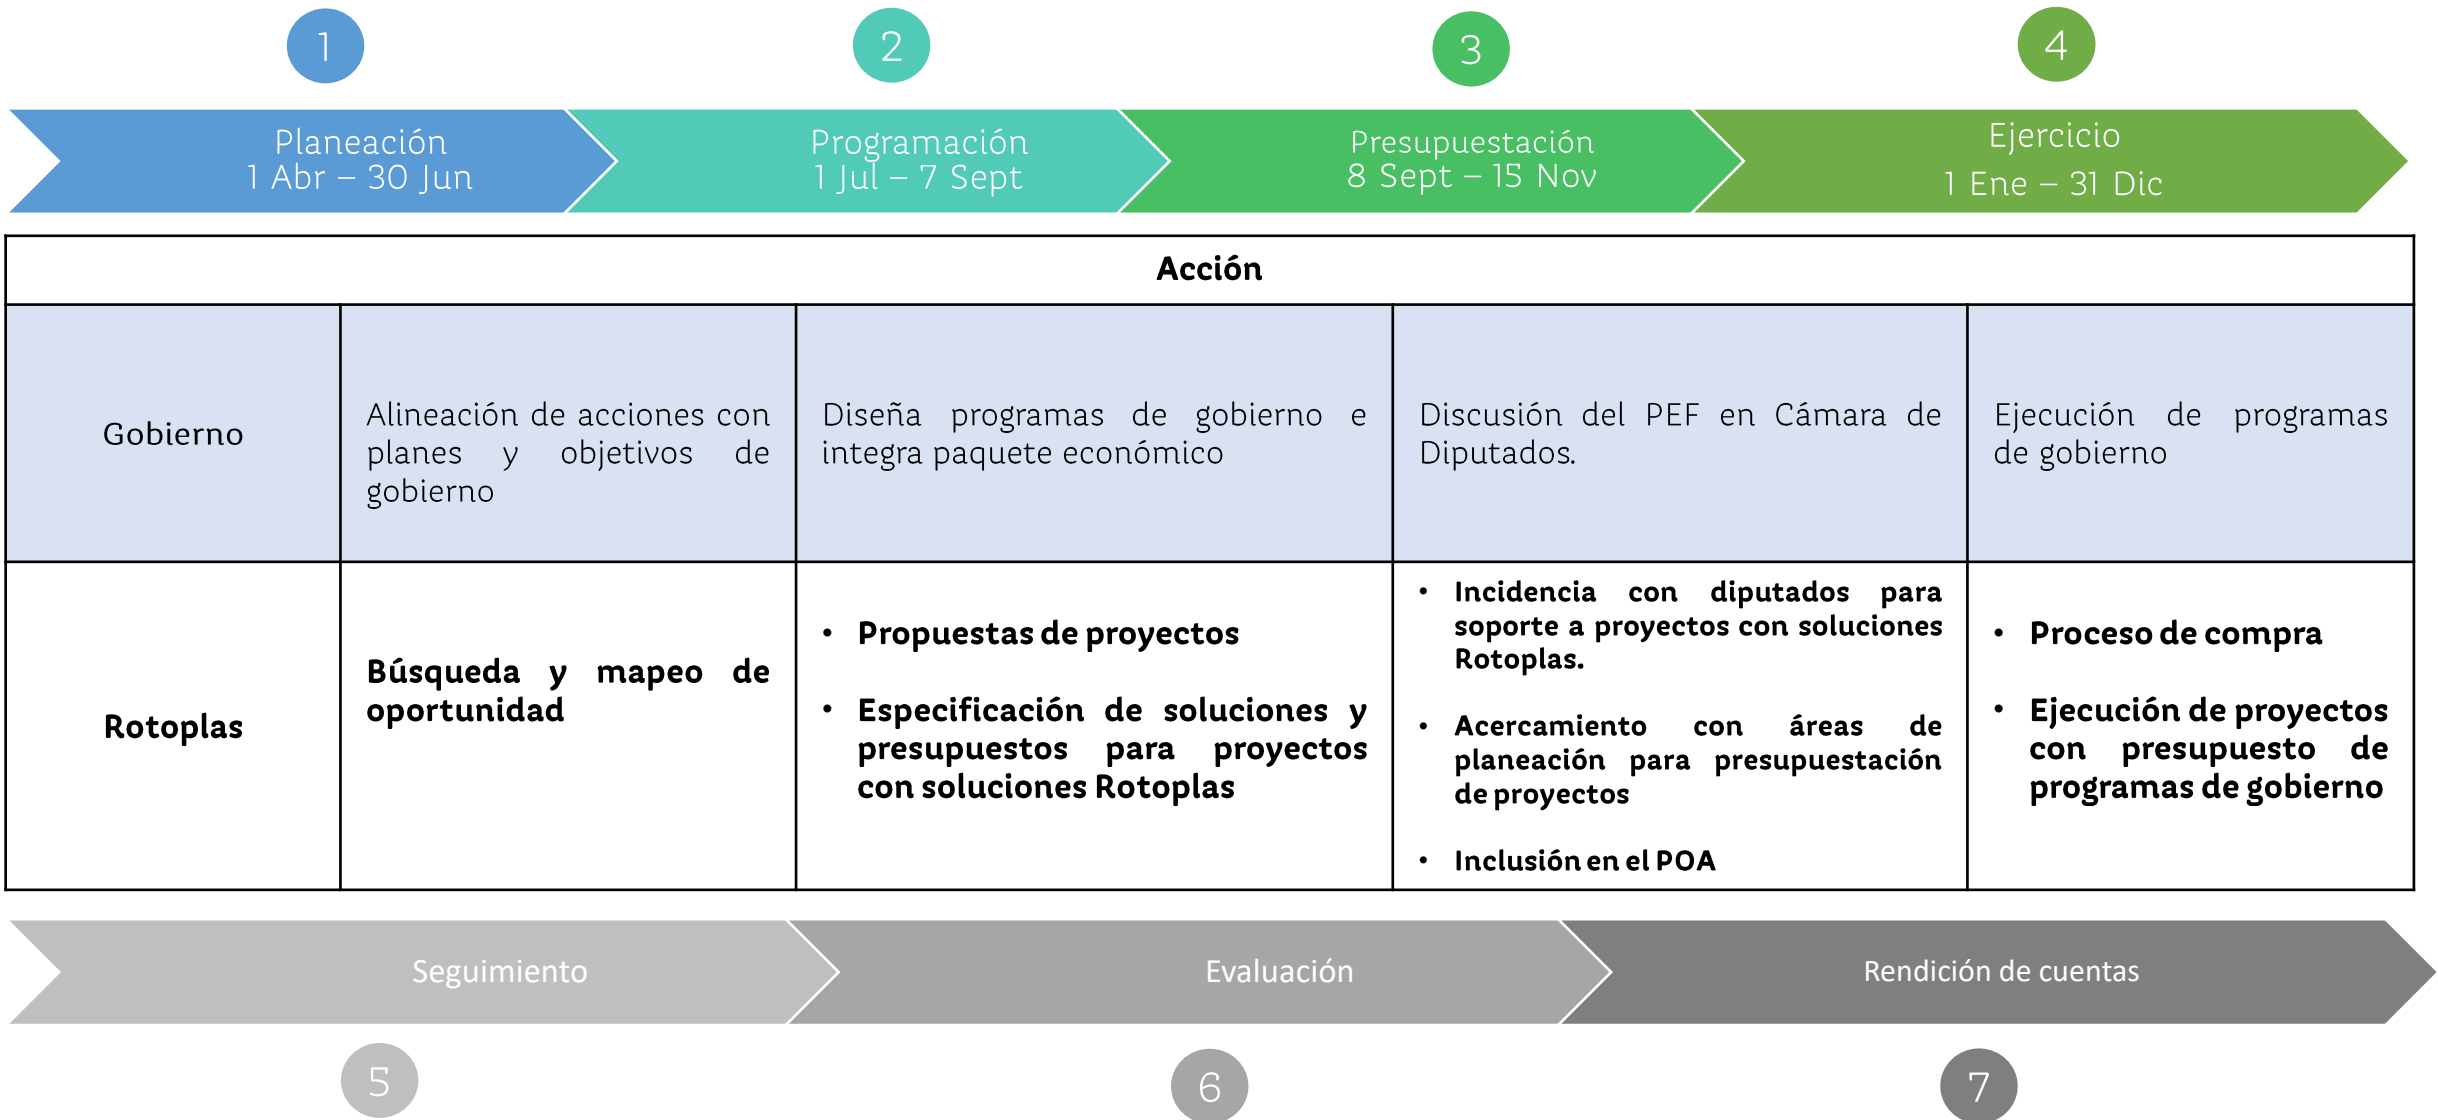 1
2
3
4
Planeación
1 Abr – 30 Jun
Programación
1 Jul – 7 Sept
Presupuestación
8 Sept – 15 Nov
Ejercicio
1 Ene – 31 Dic
Acción
Gobierno
Alineación de acciones con
planes y objetivos de
gobierno
Diseña programas de gobierno e
integra paquete económico
Discusión del PEF en Cámara de
Diputados.
Ejecución de programas
de gobierno
Rotoplas
Búsqueda y mapeo de
oportunidad
• Propuestas de proyectos
• Especificación de soluciones y
presupuestos para proyectos
con soluciones Rotoplas
• Incidencia con diputados para
soporte a proyectos con soluciones
Rotoplas.
• Acercamiento con áreas de
planeación para presupuestación
de proyectos
• Inclusión en el POA
• Proceso de compra
• Ejecución de proyectos
con presupuesto de
programas de gobierno
Seguimiento
Evaluación
Rendición de cuentas
5
6
7